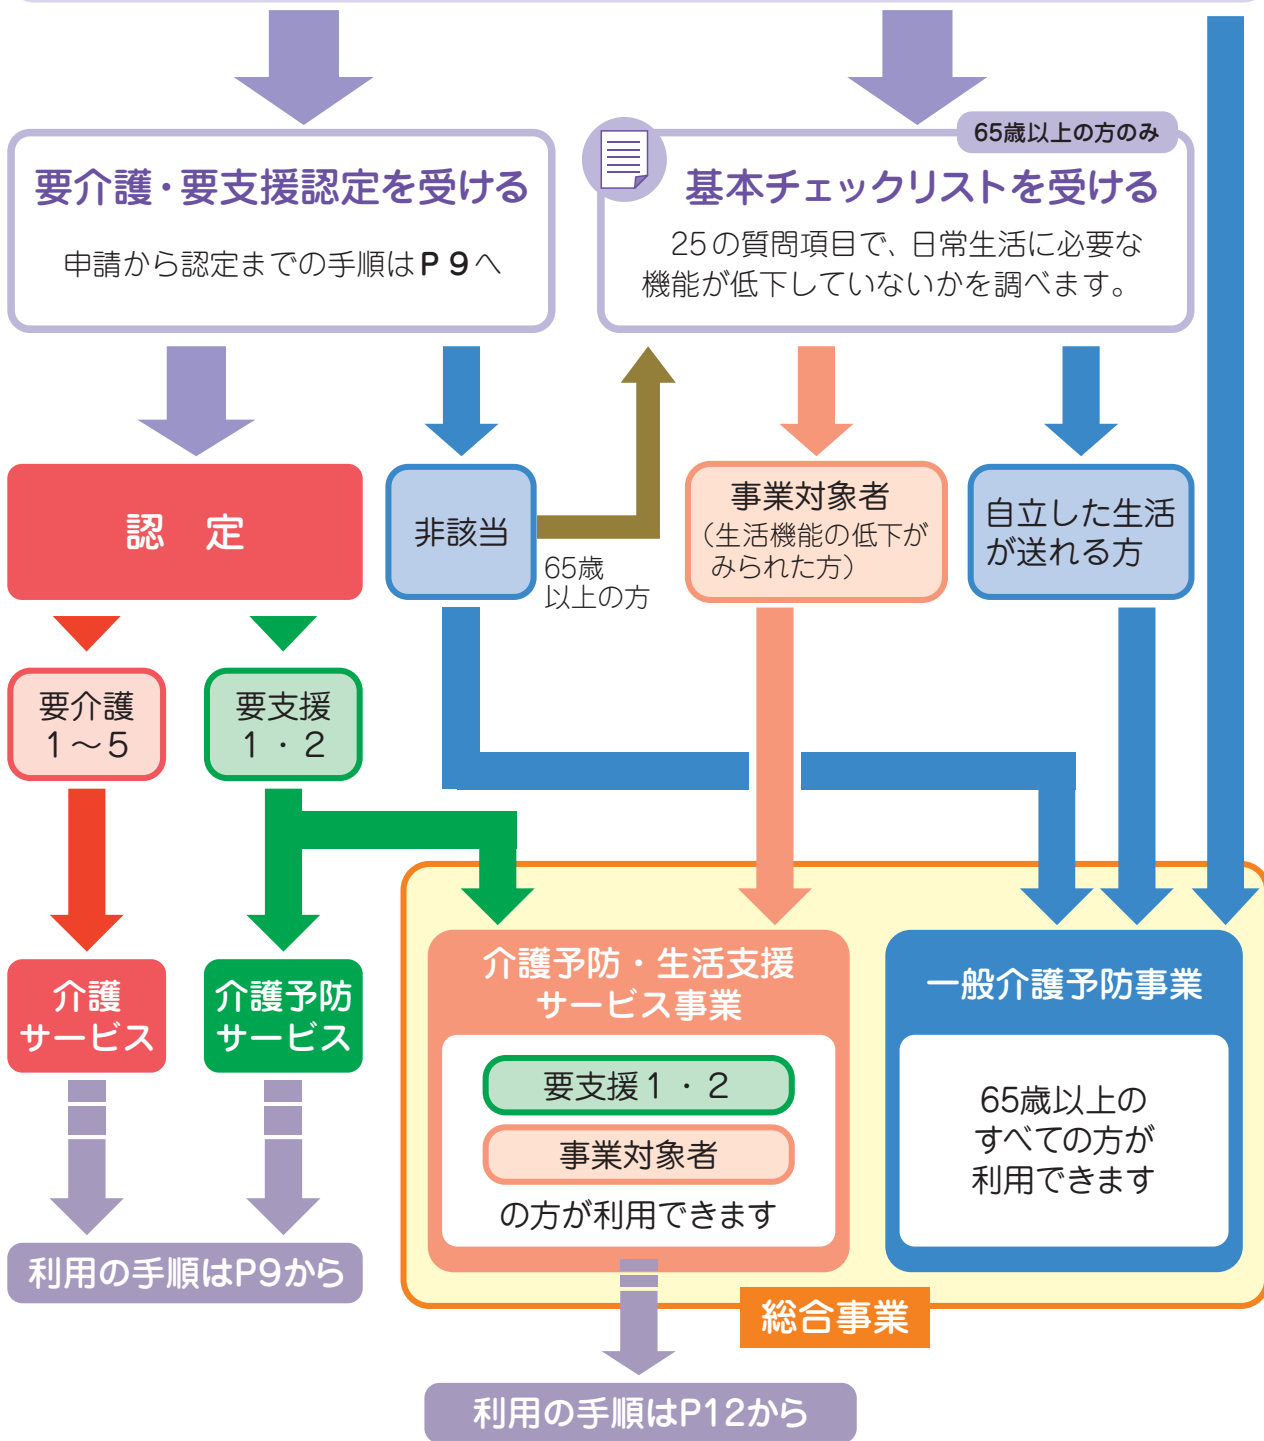 要介護・要支援認定を受ける
申請から認定までの手順はP 9へ
65歳以上の方のみ
基本チェックリストを受ける
25の質問項目で、日常生活に必要な
機能が低下していないかを調べます。
認 定
非該当
65歳
以上の方
事業対象者
(生活機能の低下が
みられた方)
自立した生活
が送れる方
要介護
1～5
要支援
1・2
介護
サービス
介護予防
サービス
利用の手順はP9から
介護予防・生活支援
サービス事業
要支援1・2
事業対象者
の方が利用できます
一般介護予防事業
65歳以上の
すべての方が
利用できます
総合事業
利用の手順はP12から